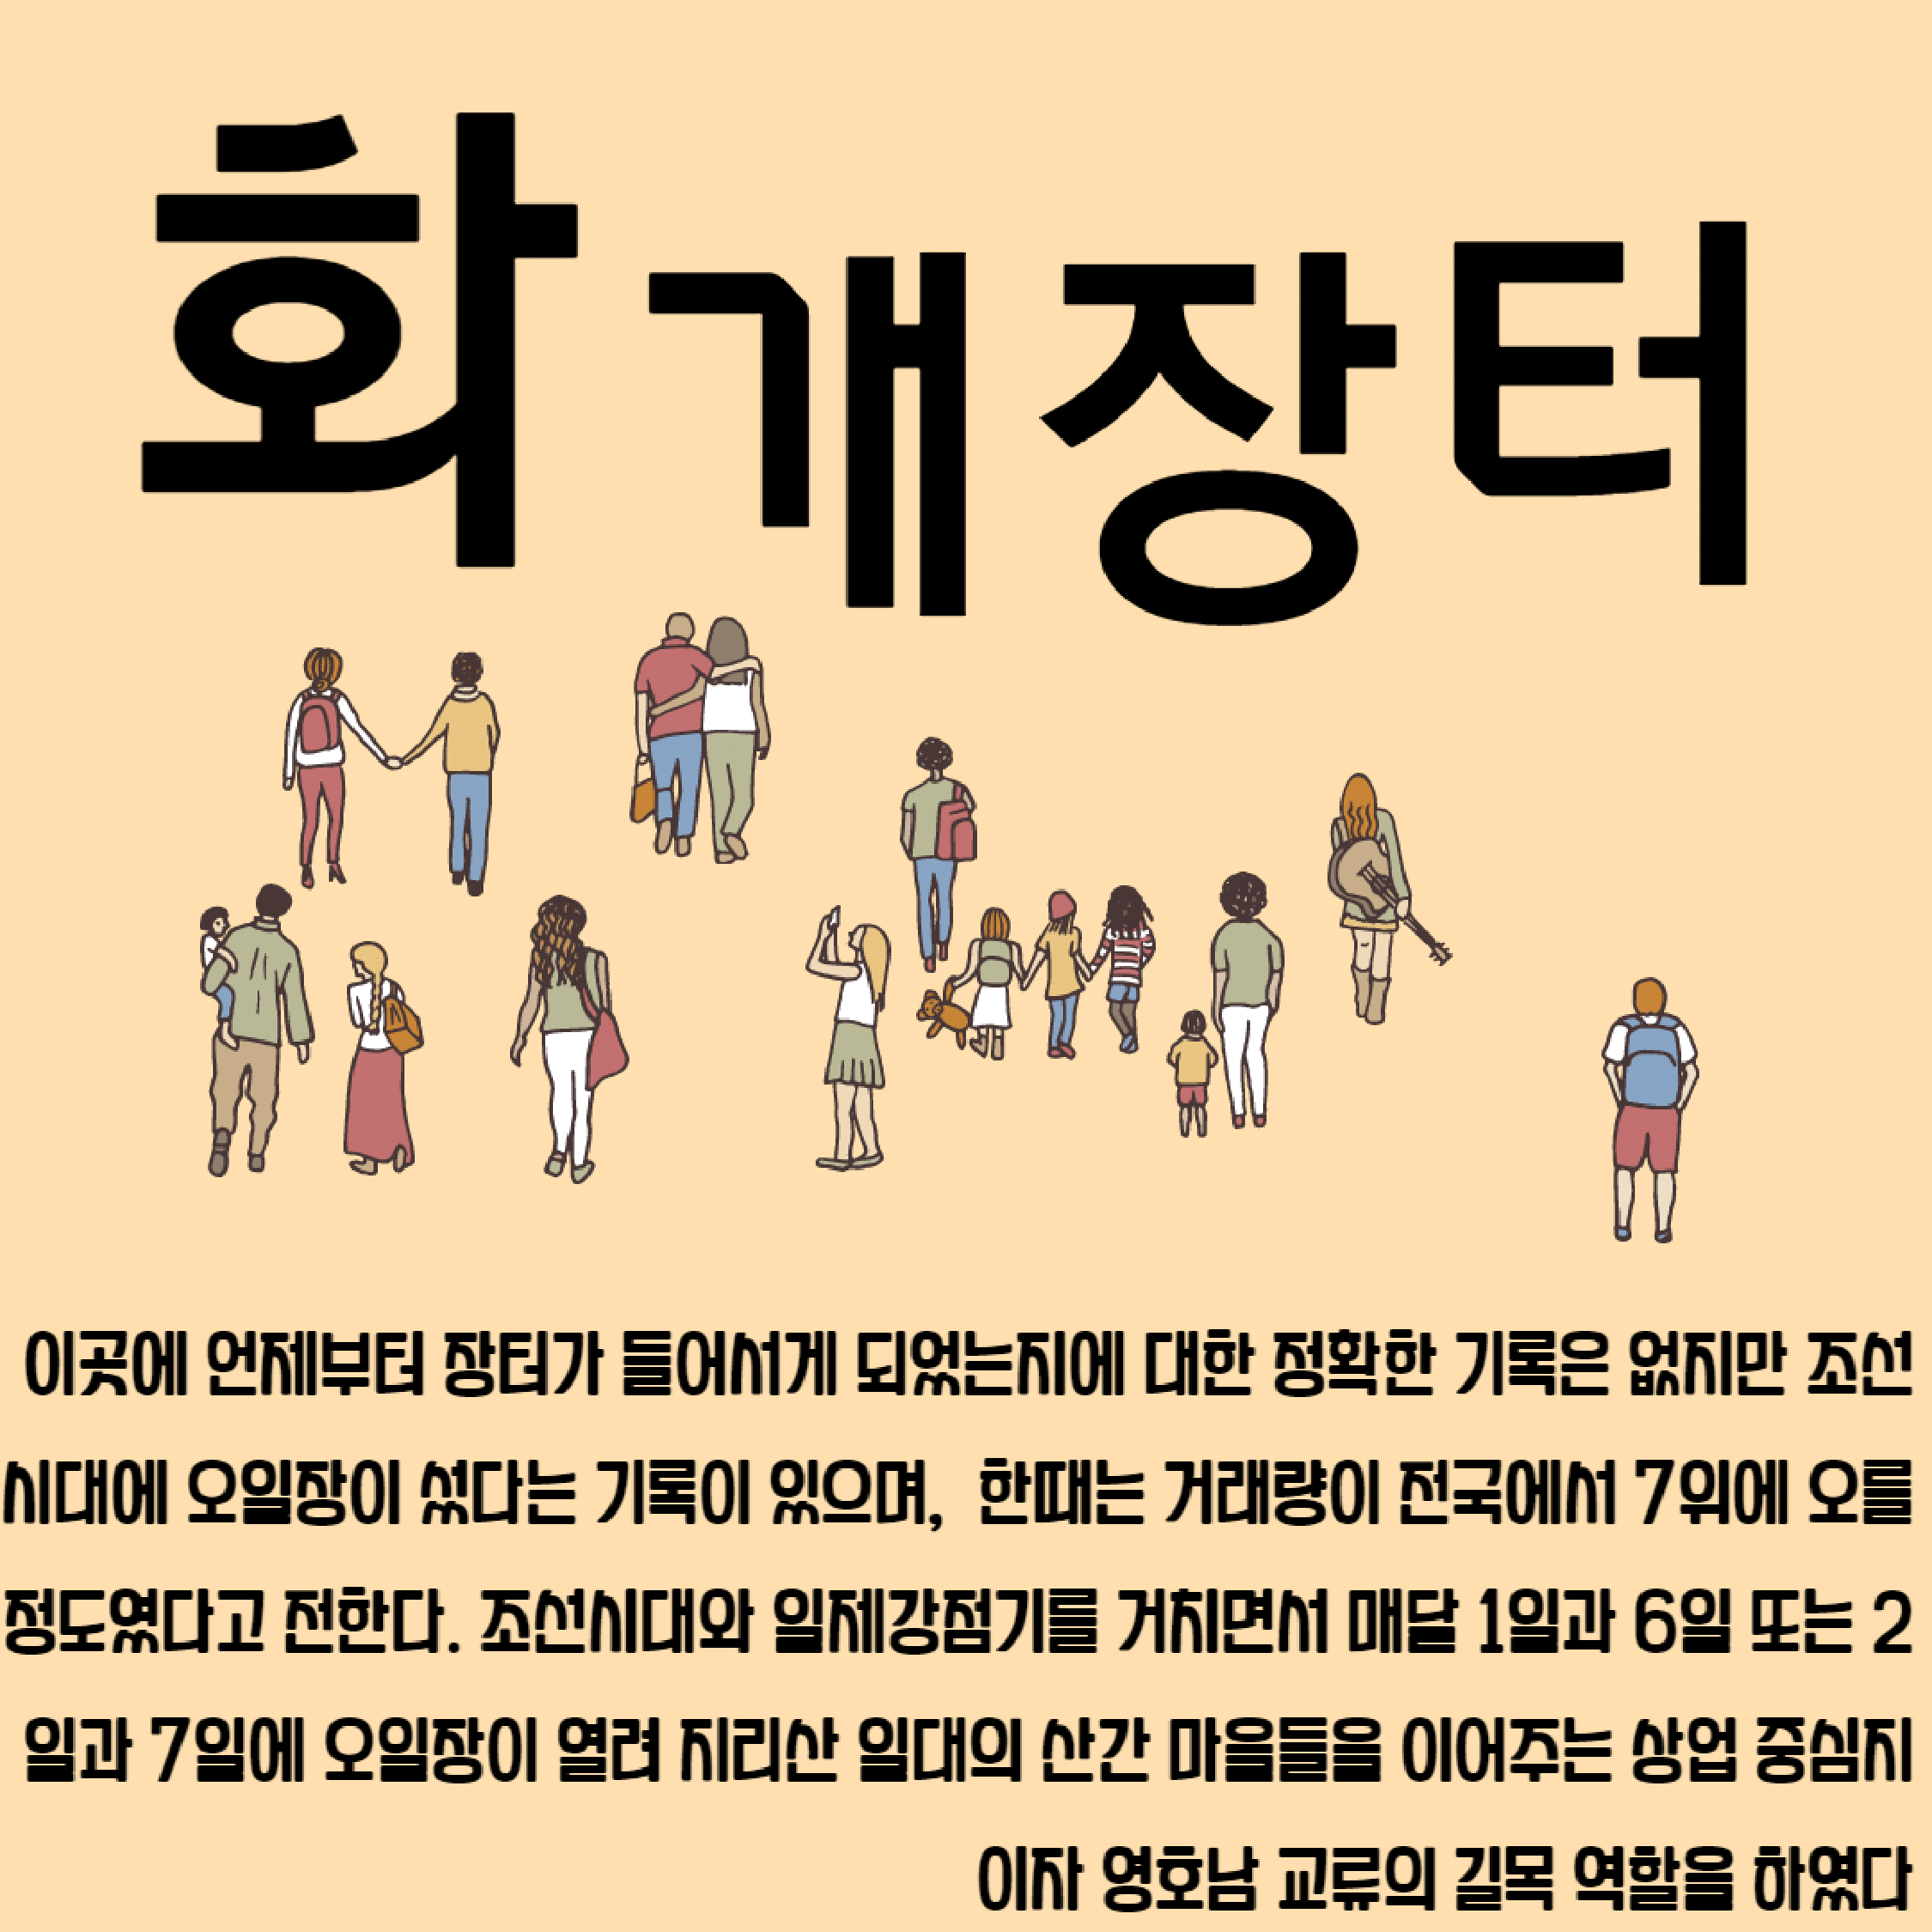 화개장터
이곳에 언제부터 장터가 들어서게 되었는지에 대한 정확한 기록은 없지만 조선
시대에 오일장이 섰다는 기록이 있으며, 한때는 거래량이 전국에서 7위에 오를
정도였다고 전한다. 조선시대와 일제강점기를 거치면서 매달 1일과 6일 또는 2
일과 7일에 오일장이 열려 지리산 일대의 산간 마을들을 이어주는 상업 중심지
이자 영호남 교류의 길목 역할을 하였다